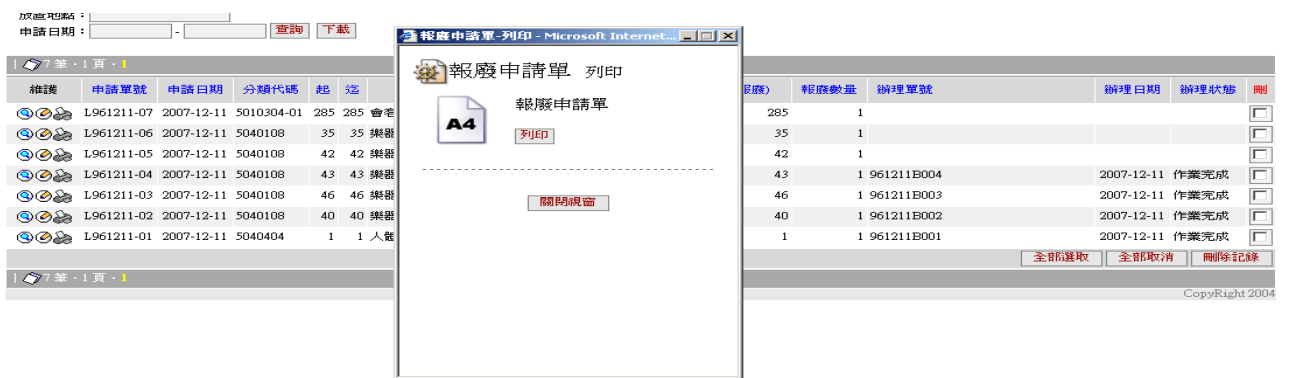 放置地點：
申請日期： - 查詢 下載
| 7 筆‧1 頁‧1
維護 申請單號 申請日期 分類代碼 起 迄 報廢數量 辦理單號 辦理日期 辦理狀態 刪
L961211-07 2007-12-11 5010304-01 285 285 285 1
L961211-06 2007-12-11 5040108 35 35 樂器 35 1
L961211-05 2007-12-11 5040108 42 42 樂器 42 1
L961211-04 2007-12-11 5040108 43 43 樂器 43 1 961211B004 2007-12-11 作業完成
L961211-03 2007-12-11 5040108 46 46 樂器 46 1 961211B003 2007-12-11 作業完成
L961211-02 2007-12-11 5040108 40 40 樂器 40 1 961211B002 2007-12-11 作業完成
L961211-01 2007-12-11 5040404 1 1 人體 1 1 961211B001 2007-12-11 作業完成
全部選取 全部取消 刪除記錄
| 7 筆‧1 頁‧1
CopyRight 2004
報廢申請單-列印 - Microsoft Internet...
報廢申請單 列印
A4
報廢申請單
列印
關閉視窗